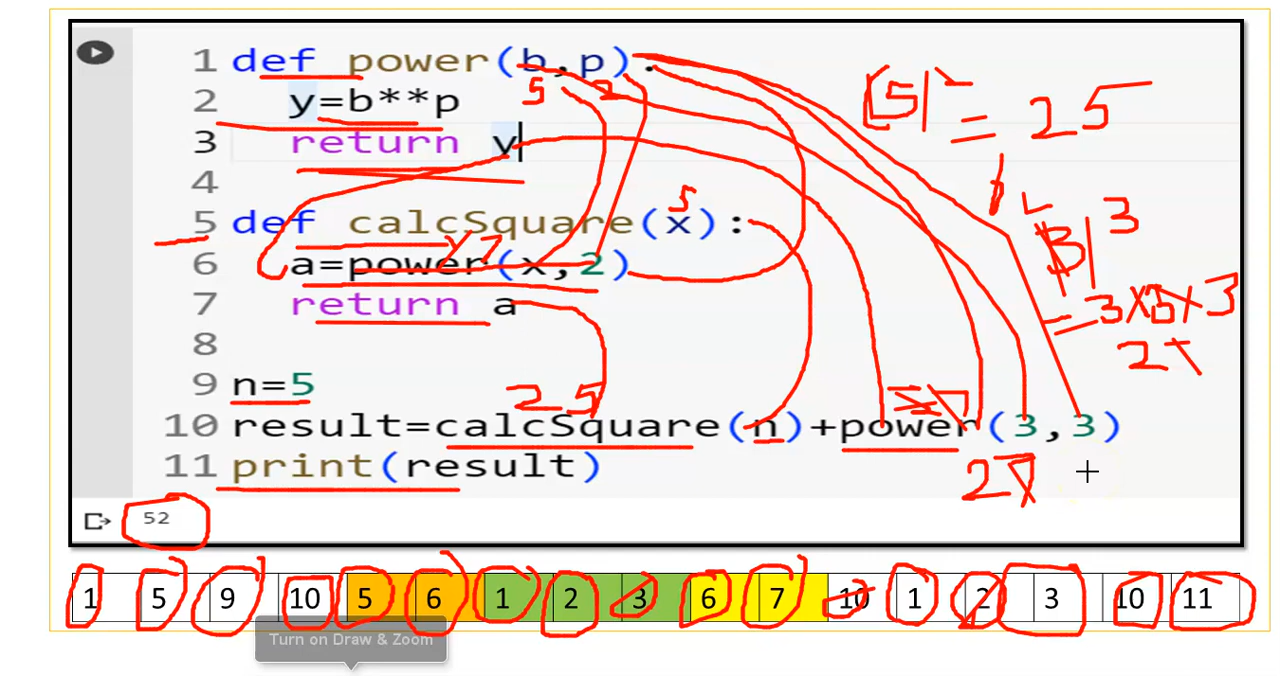 1 def power(b,p):
5 2
2 y=b**p
3 return y
(5)² = 25
4
5
5 def calcSquare(x):
3
6 a=power(x,2)
= 3x3x3
7 return a
27
8
9 n=5
25
10 result=calcSquare(n)+power(3,3)
11 print(result)
27
52
1 5 9 10 5 6 1 2 3 6 7 10 1 2 3 10 11
Turn on Draw & Zoom